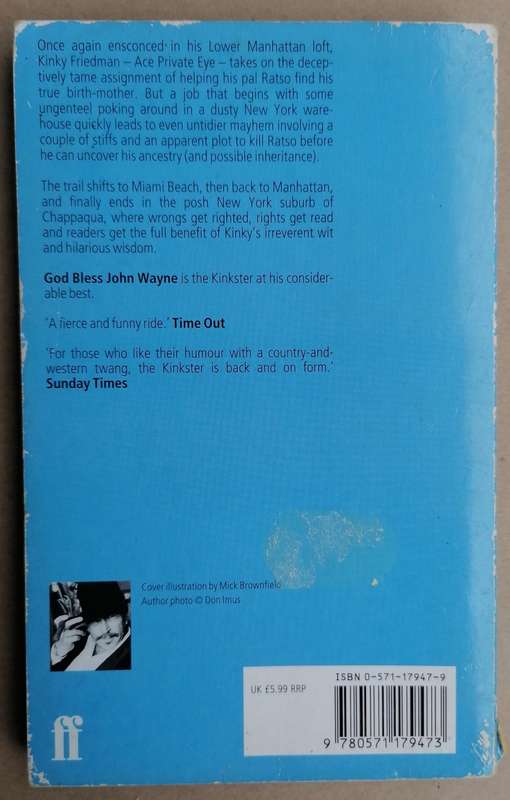 Once again ensconced in his Lower Manhattan loft,
Kinky Friedman – Ace Private Eye – takes on the decep-
tively tame assignment of helping his pal Ratso find his
true birth-mother. But a job that begins with some
ungenteel poking around in a dusty New York ware-
house quickly leads to even untidier mayhem involving a
couple of stiffs and an apparent plot to kill Ratso before
he can uncover his ancestry (and possible inheritance).
The trail shifts to Miami Beach, then back to Manhattan,
and finally ends in the posh New York suburb of
Chappaqua, where wrongs get righted, rights get read
and readers get the full benefit of Kinky's irreverent wit
and hilarious wisdom.
God Bless John Wayne is the Kinkster at his consider-
able best.
'A fierce and funny ride.' Time Out
'For those who like their humour with a country-and-
western twang, the Kinkster is back and on form.'
Sunday Times
Cover illustration by Mick Brownfield
Author photo © Don Imus
ISBN 0-571-17947-9
UK £5.99 RRP
9 780571 179473
ff